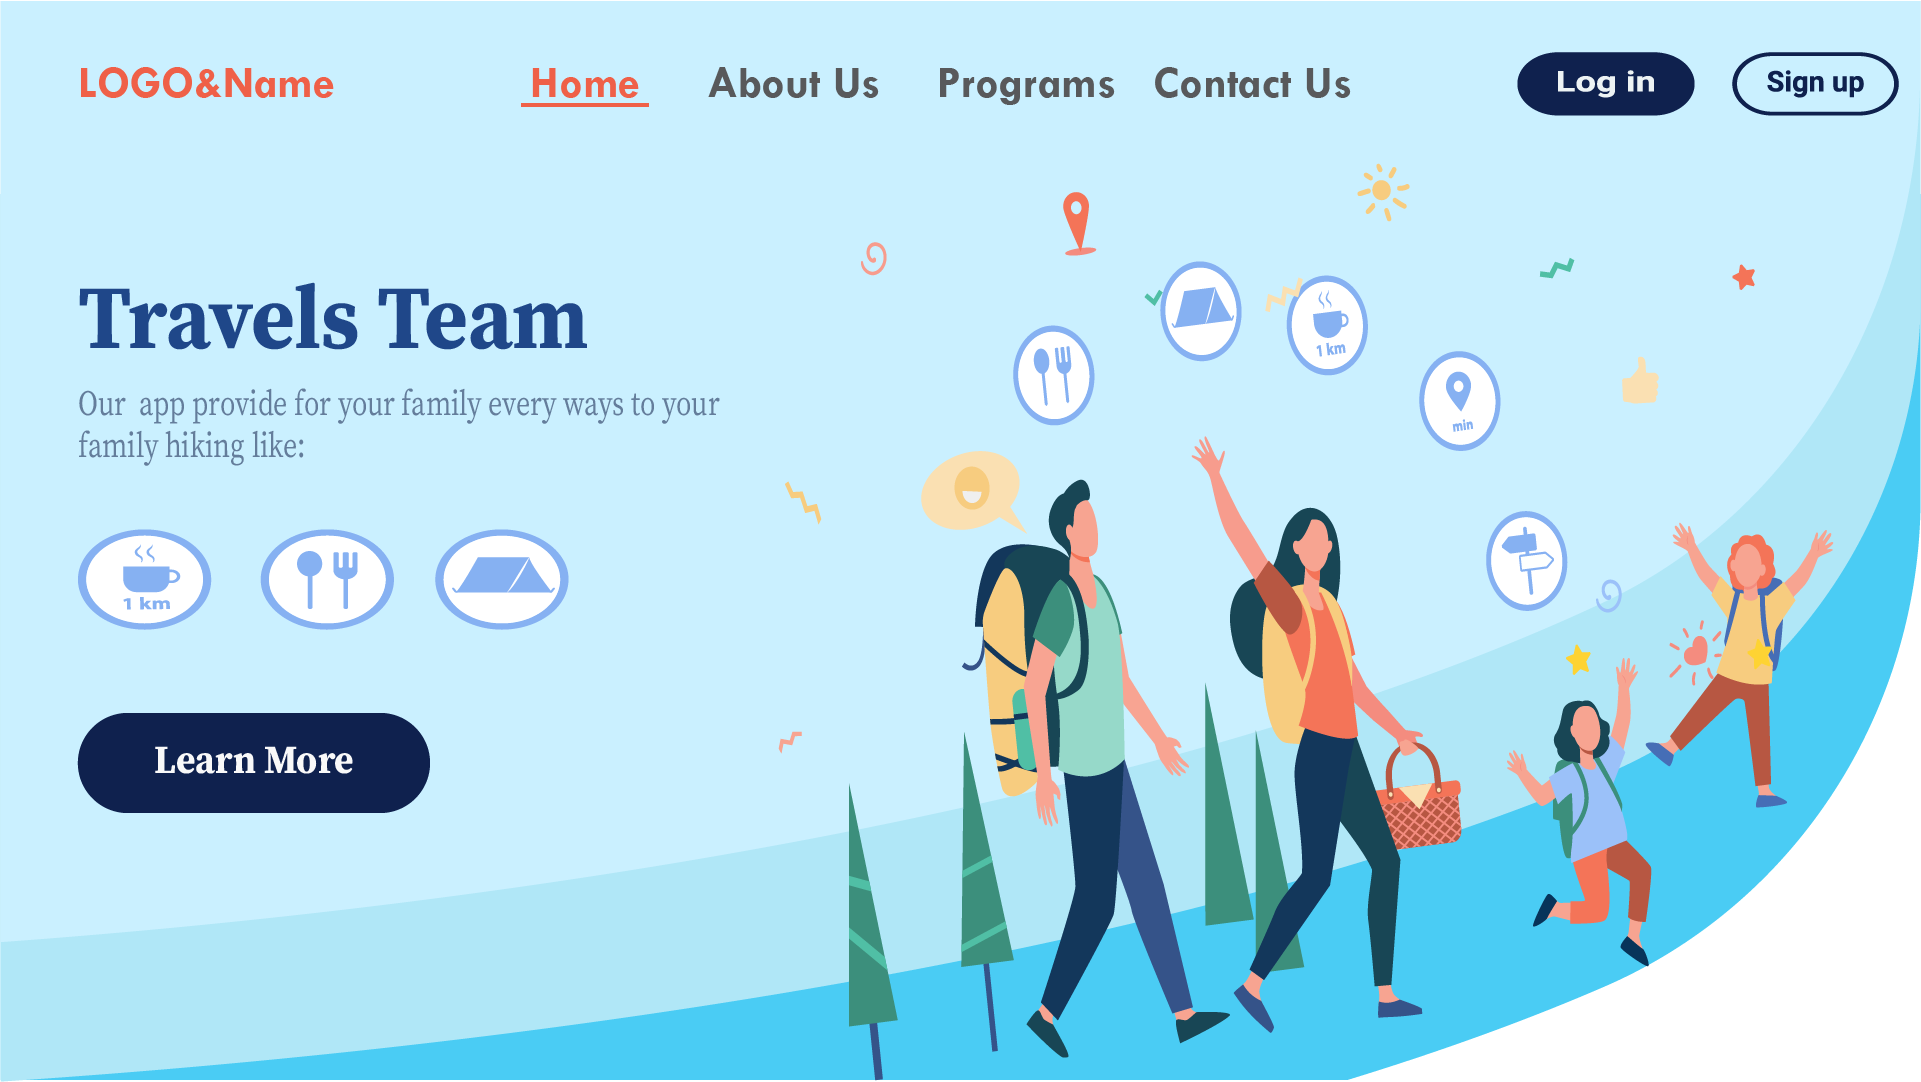 LOGO&Name
Home
About Us
Programs
Contact Us
Log in
Sign up
Travels Team
Our app provide for your family every ways to your
family hiking like:
1 km
Learn More
1 km
min